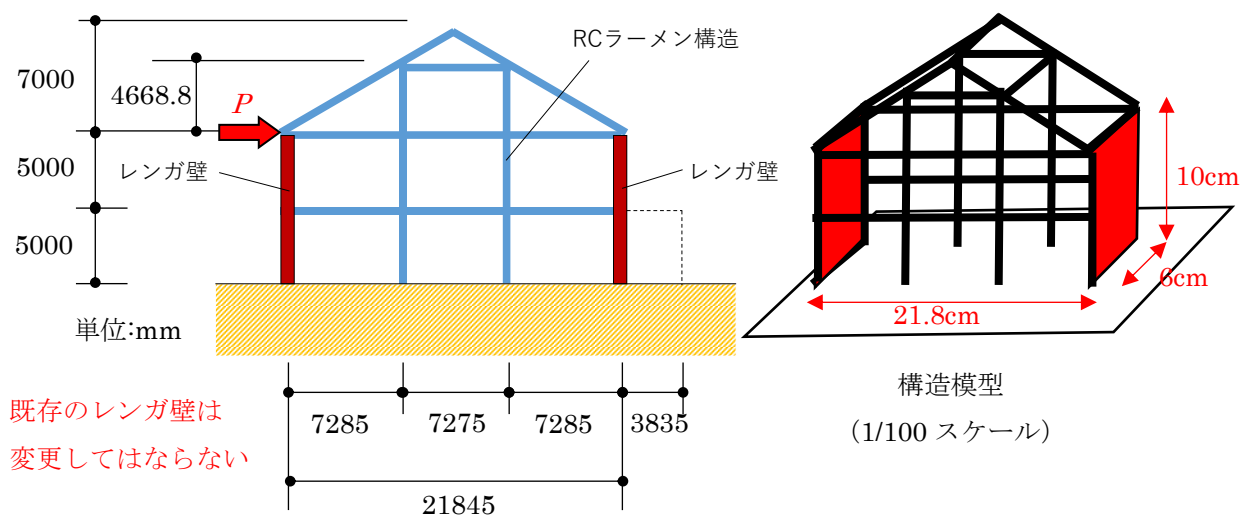 7000
4668.8
P
RCラーメン構造
5000
レンガ壁
レンガ壁
5000
単位:mm
既存のレンガ壁は
変更してはならない
7285
7275
7285
3835
21845
10cm
6cm
21.8cm
構造模型
（1/100 スケール）